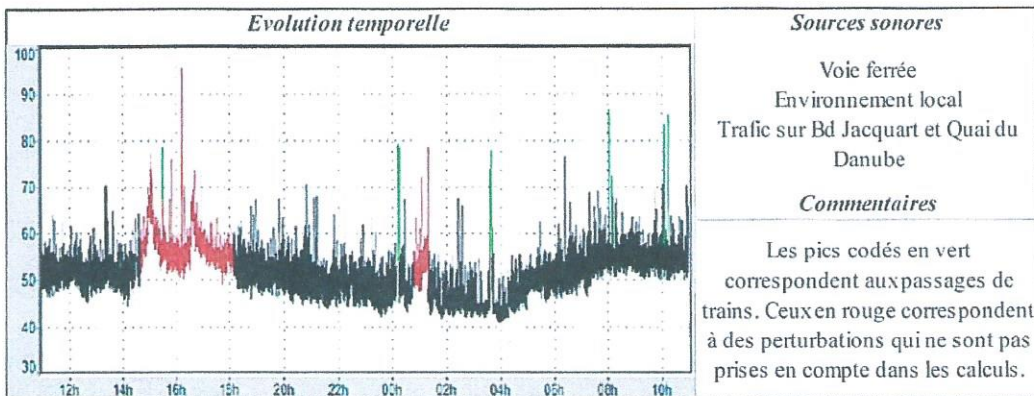 Evolution temporelle
100
90
80
70
60
50
40
30
12h 14h 16h 18h 20h 22h 00h 02h 04h 06h 08h 10h
Sources sonores
Voie ferrée
Environnement local
Trafic sur Bd Jacquart et Quai du
Danube
Commentaires
Les pics codés en vert
correspondent aux passages de
trains. Ceux en rouge correspondent
à des perturbations qui ne sont pas
prises en compte dans les calculs.